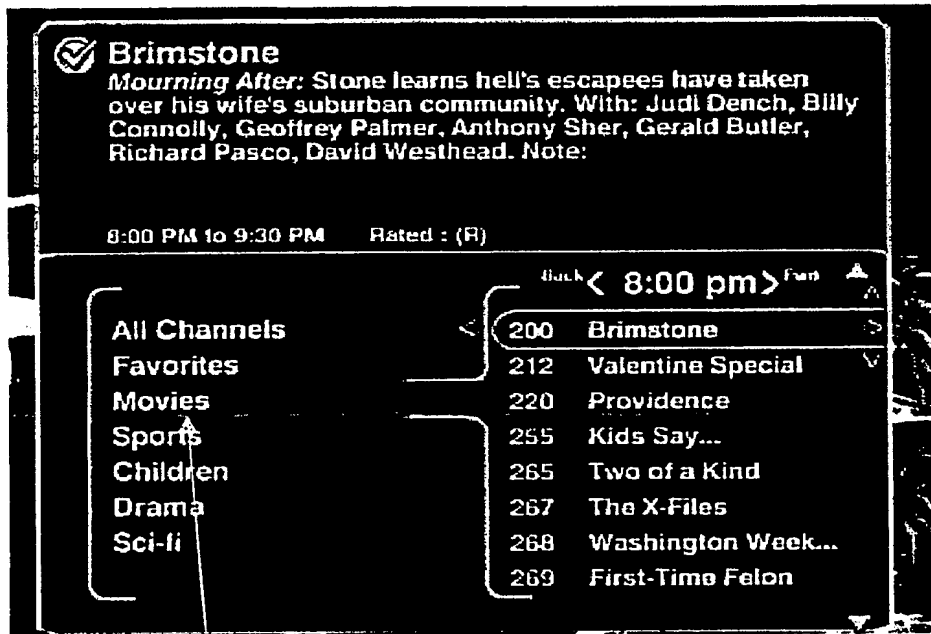 Brimstone
Mourning After: Stone learns hell's escapees have taken
over his wife's suburban community. With: Judi Dench, Billy
Connolly, Geoffrey Palmer, Anthony Sher, Gerald Butler,
Richard Pasco, David Westhead. Note:
8:00 PM to 9:30 PM Rated : (R)
Back < 8:00 pm > Fwd
All Channels
Favorites
Movies
Sports
Children
Drama
Sci-fi
200 Brimstone
212 Valentine Special
220 Providence
255 Kids Say...
265 Two of a Kind
267 The X-Files
268 Washington Week...
269 First-Time Felon